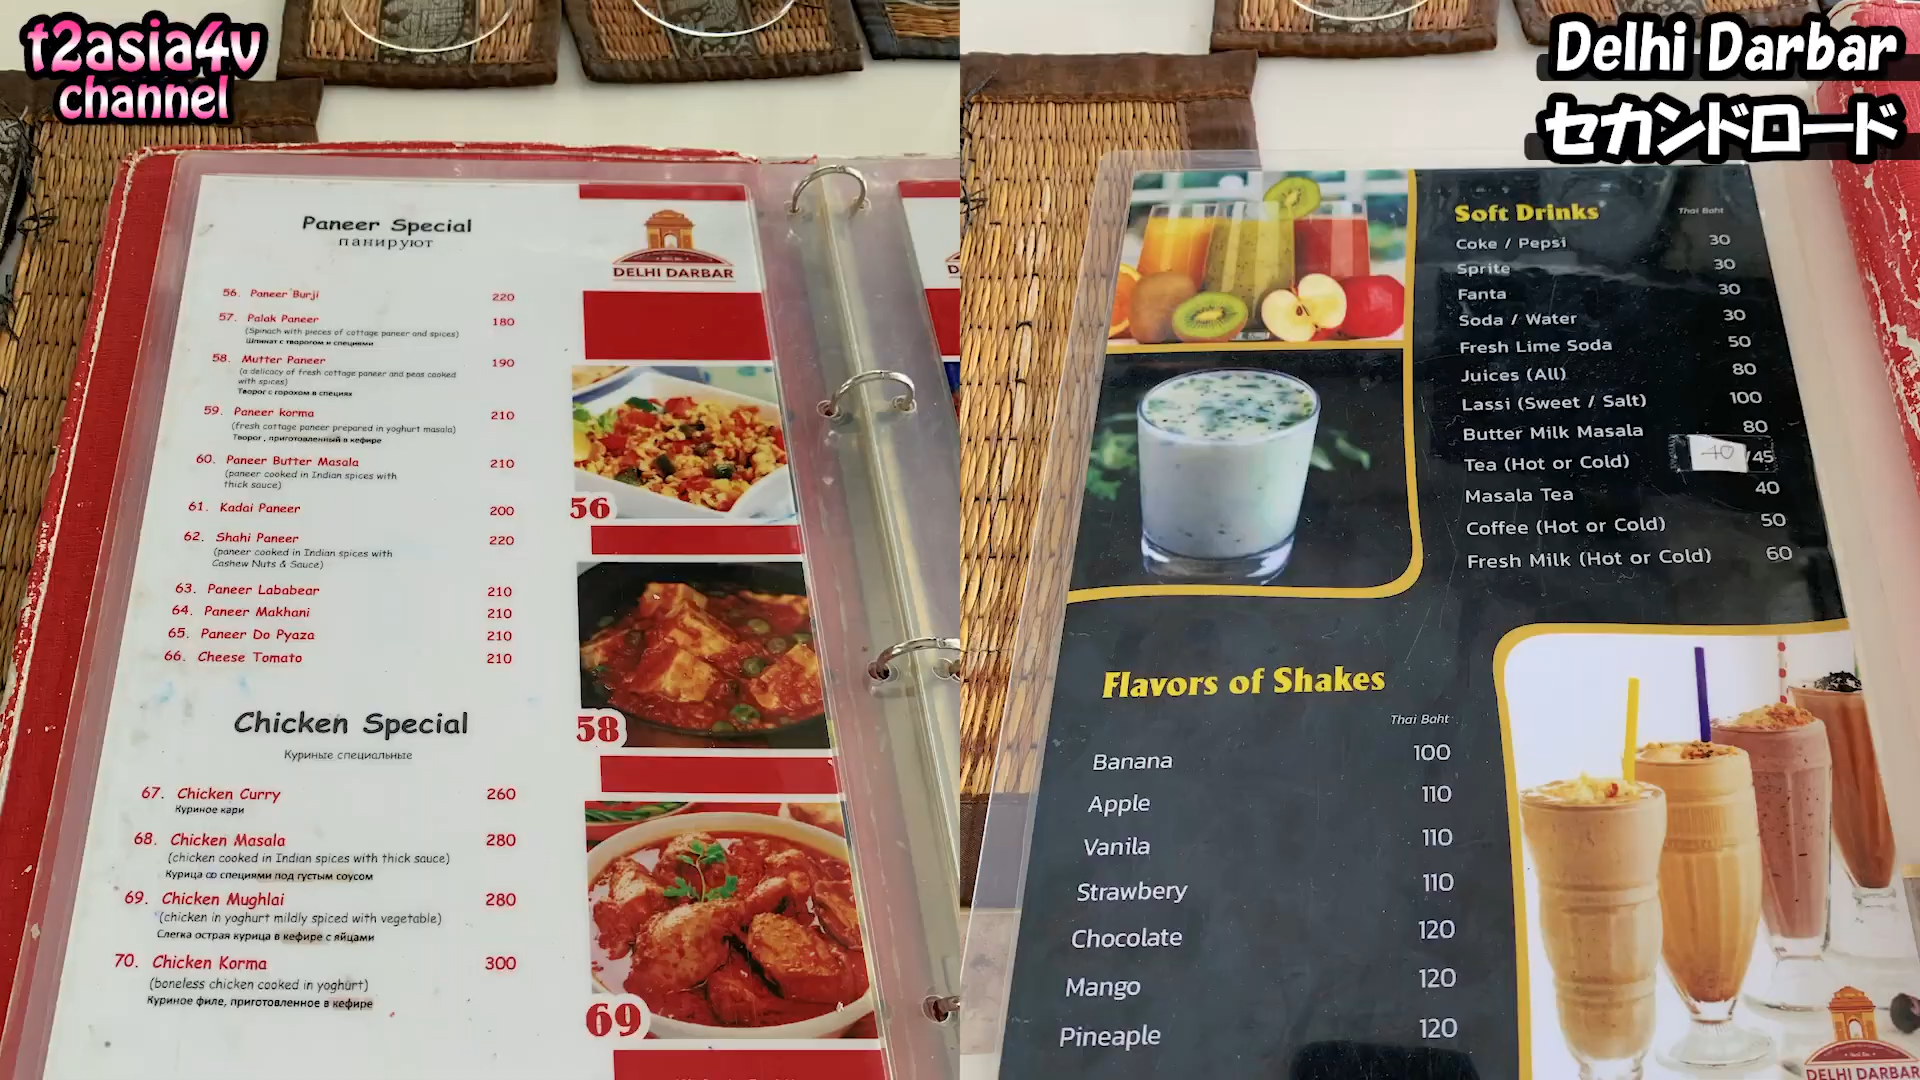 t2asia4v
channel
Delhi Darbar
セカンドロード
Paneer Special
панируют
DELHI DARBAR
56. Paneer Burji 220
57. Palak Paneer 180
(Spinach with pieces of cottage paneer and spices)
Шпинат с творогом и специями
58. Mutter Paneer 190
(a delicacy of fresh cottage paneer and peas cooked
with spices)
Творог с горохом в специях
59. Paneer korma 210
(fresh cottage paneer prepared in yoghurt masala)
Творог, приготовленный в кефире
60. Paneer Butter Masala 210
(paneer cooked in Indian spices with
thick sauce)
61. Kadai Paneer 200
62. Shahi Paneer 220
(paneer cooked in Indian spices with
Cashew Nuts & Sauce)
63. Paneer Lababear 210
64. Paneer Makhani 210
65. Paneer Do Pyaza 210
66. Cheese Tomato 210
Chicken Special
Куриные специальные
67. Chicken Curry 260
Куриное кари
68. Chicken Masala 280
(chicken cooked in Indian spices with thick sauce)
Курица со специями под густым соусом
69. Chicken Mughlai 280
(chicken in yoghurt mildly spiced with vegetable)
Слегка острая курица в кефире с яйцами
70. Chicken Korma 300
(boneless chicken cooked in yoghurt)
Куриное филе, приготовленное в кефире
56
58
69
Soft Drinks Thai Baht
Coke / Pepsi 30
Sprite 30
Fanta 30
Soda / Water 30
Fresh Lime Soda 50
Juices (All) 80
Lassi (Sweet / Salt) 100
Butter Milk Masala 80
Tea (Hot or Cold) 40 /45
Masala Tea 40
Coffee (Hot or Cold) 50
Fresh Milk (Hot or Cold) 60
Flavors of Shakes
Thai Baht
Banana 100
Apple 110
Vanila 110
Strawbery 110
Chocolate 120
Mango 120
Pineaple 120
DELHI DARBAR